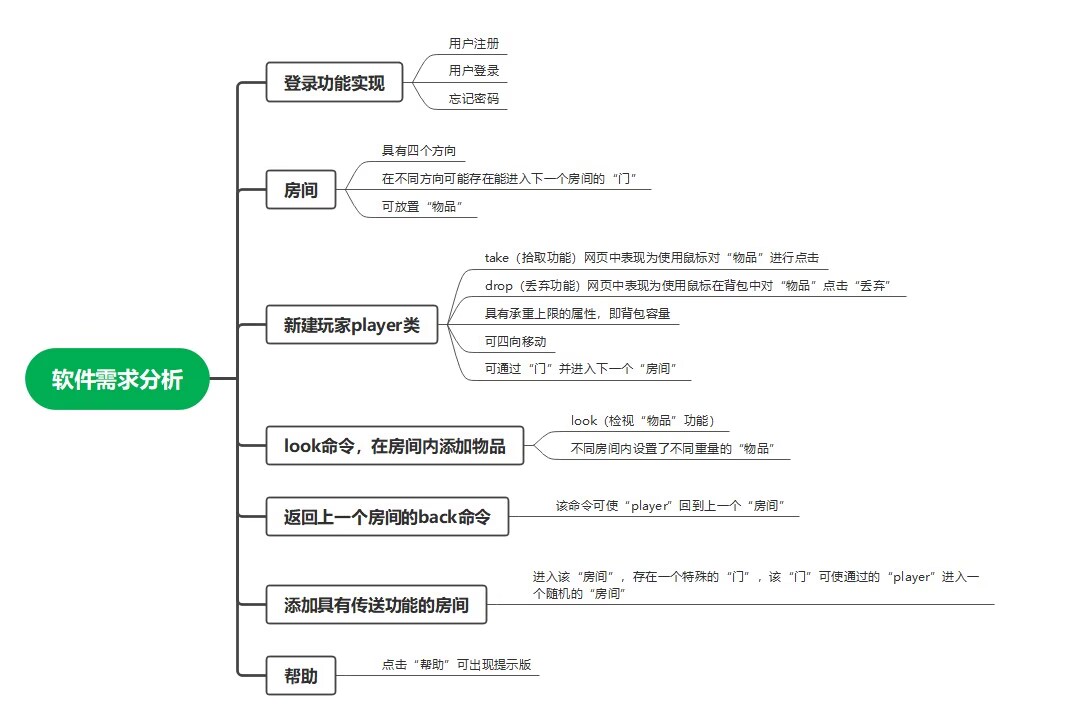 软件需求分析
登录功能实现
用户注册
用户登录
忘记密码
房间
具有四个方向
在不同方向可能存在能进入下一个房间的“门”
可放置“物品”
新建玩家player类
take（拾取功能）网页中表现为使用鼠标对“物品”进行点击
drop（丢弃功能）网页中表现为使用鼠标在背包中对“物品”点击“丢弃”
具有承重上限的属性，即背包容量
可四向移动
可通过“门”并进入下一个“房间”
look命令，在房间内添加物品
look（检视“物品”功能）
不同房间内设置了不同重量的“物品”
返回上一个房间的back命令
该命令可使“player”回到上一个“房间”
添加具有传送功能的房间
进入该“房间”，存在一个特殊的“门”，该“门”可使通过的“player”进入一
个随机的“房间”
帮助
点击“帮助”可出现提示版